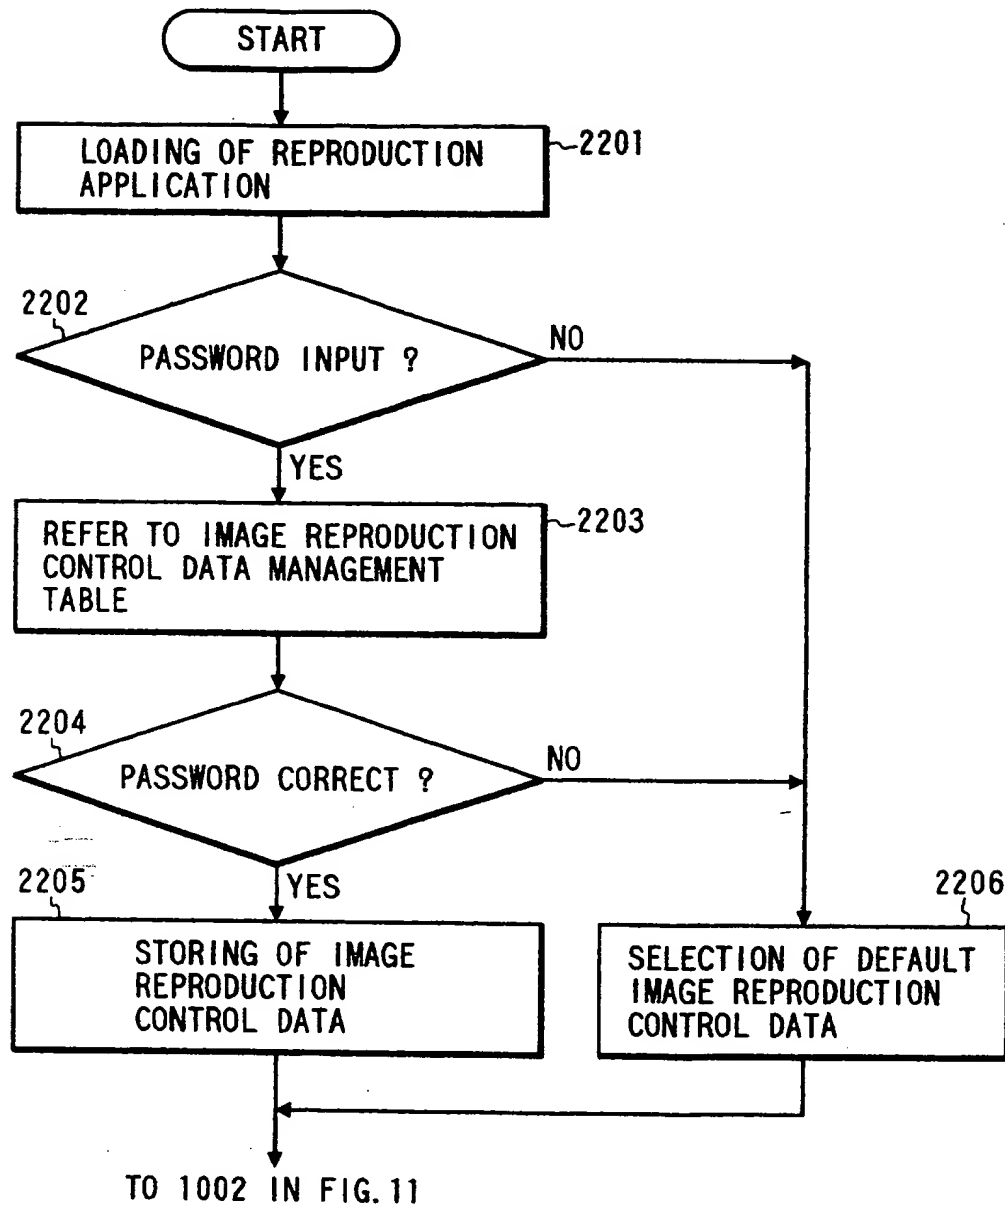 START
LOADING OF REPRODUCTION
APPLICATION
2201
2202
PASSWORD INPUT ?
NO
YES
REFER TO IMAGE REPRODUCTION
CONTROL DATA MANAGEMENT
TABLE
2203
2204
PASSWORD CORRECT ?
NO
YES
2205
STORING OF IMAGE
REPRODUCTION
CONTROL DATA
2206
SELECTION OF DEFAULT
IMAGE REPRODUCTION
CONTROL DATA
TO 1002 IN FIG. 11